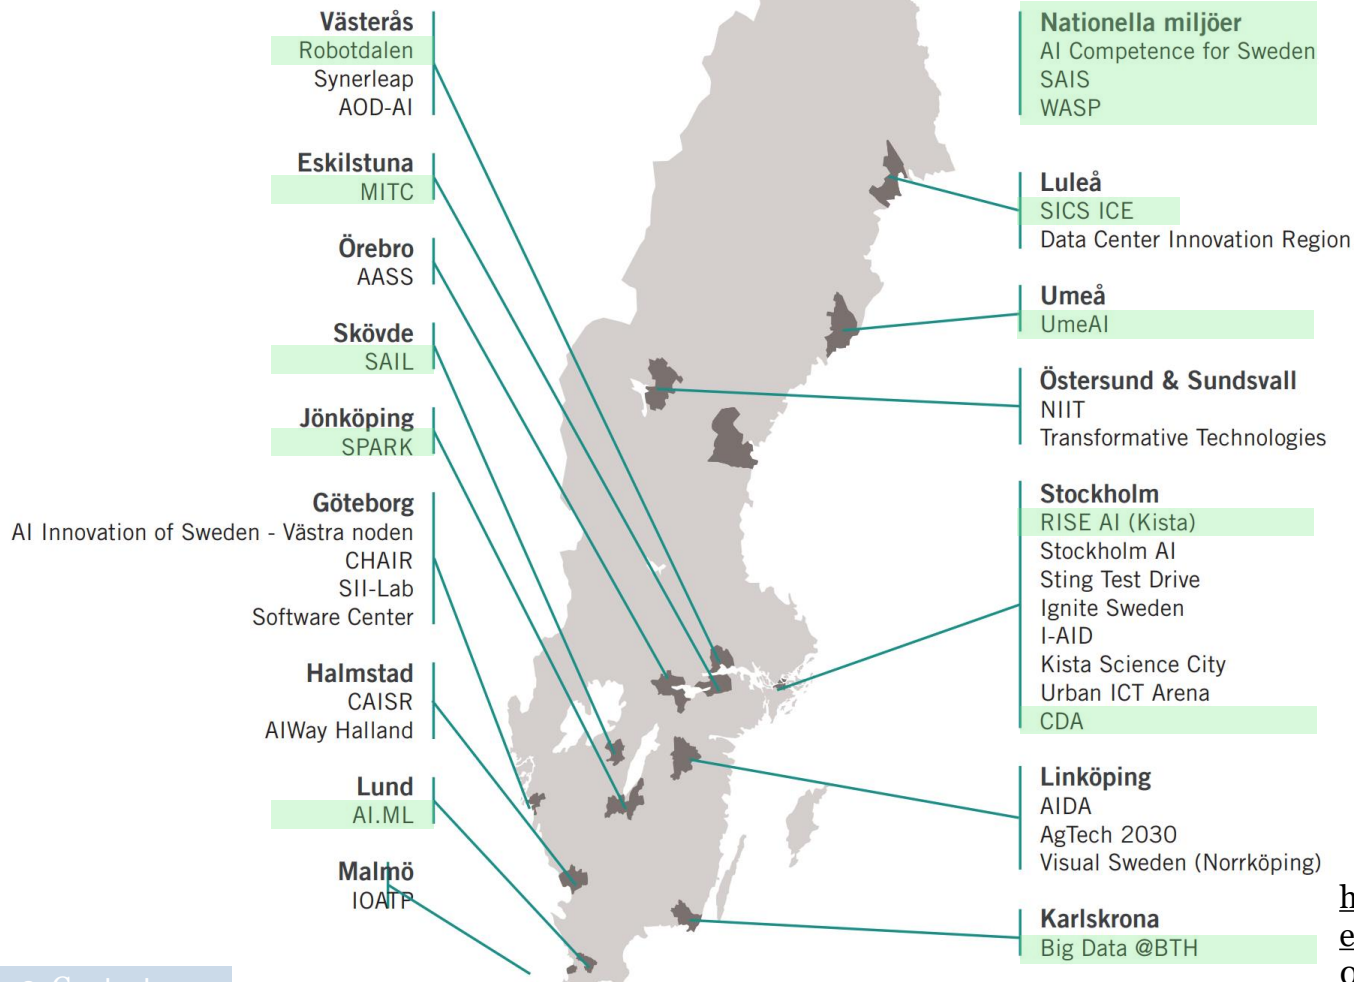 Västerås
Robotdalen
Synerleap
AOD-AI
Eskilstuna
MITC
Örebro
AASS
Skövde
SAIL
Jönköping
SPARK
Göteborg
AI Innovation of Sweden - Västra noden
CHAIR
SII-Lab
Software Center
Halmstad
CAISR
AIWay Halland
Lund
AI.ML
Malmö
IOATP
Nationella miljöer
AI Competence for Sweden
SAIS
WASP
Luleå
SICS ICE
Data Center Innovation Region
Umeå
UmeAI
Östersund & Sundsvall
NIIT
Transformative Technologies
Stockholm
RISE AI (Kista)
Stockholm AI
Sting Test Drive
Ignite Sweden
I-AID
Kista Science City
Urban ICT Arena
CDA
Linköping
AIDA
AgTech 2030
Visual Sweden (Norrköping)
Karlskrona
Big Data @BTH
h
e